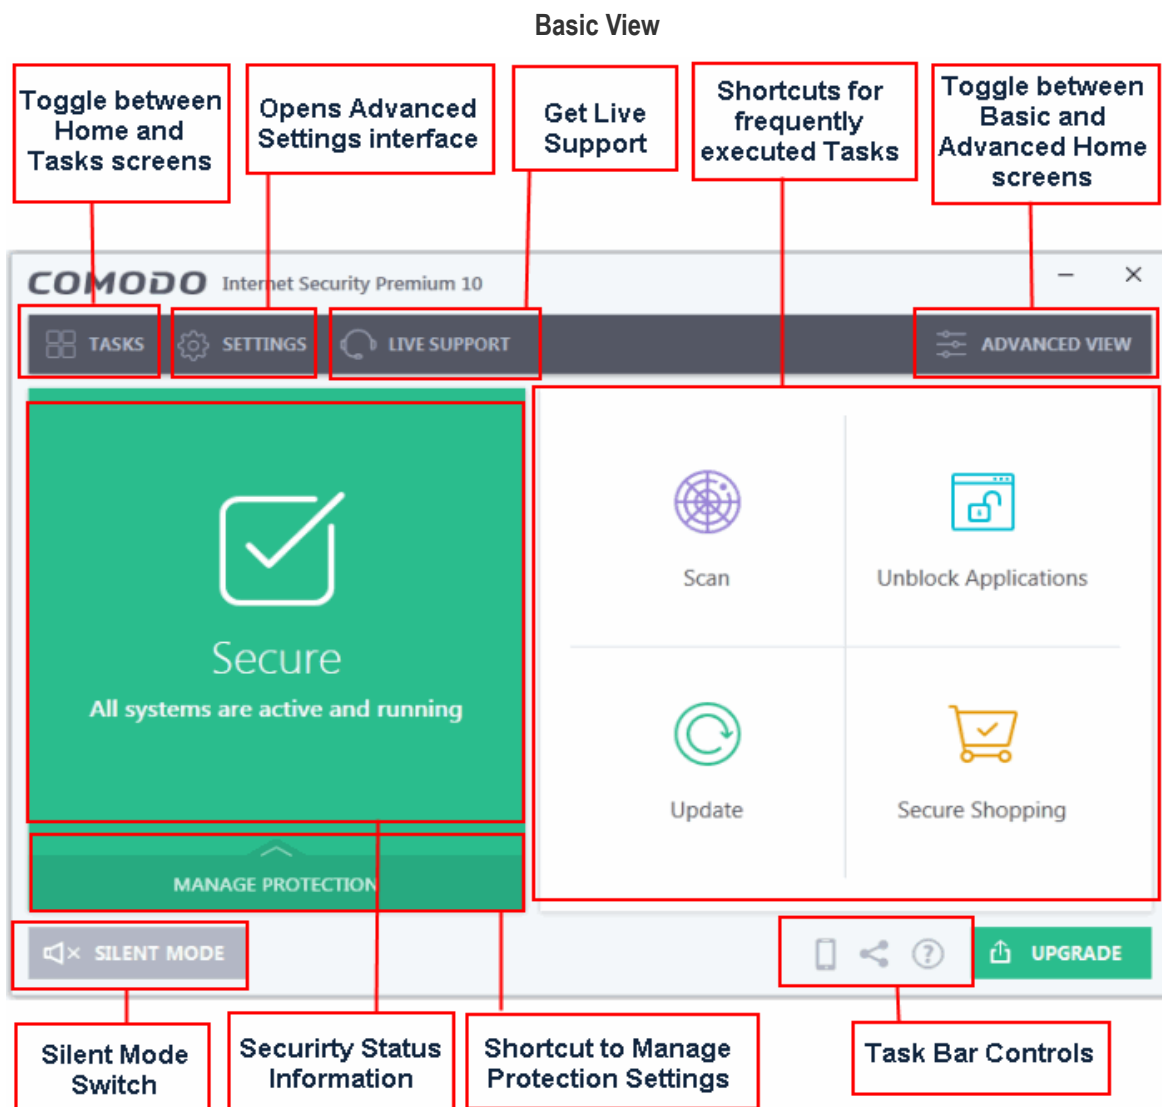 Basic View
Toggle between
Home and
Tasks screens
Opens Advanced
Settings interface
Get Live
Support
Shortcuts for
frequently
executed Tasks
Toggle between
Basic and
Advanced Home
screens
COMODO Internet Security Premium 10
TASKS SETTINGS LIVE SUPPORT ADVANCED VIEW
Secure
All systems are active and running
MANAGE PROTECTION
Scan
Unblock Applications
Update
Secure Shopping
SILENT MODE
UPGRADE
Silent Mode
Switch
Securirty Status
Information
Shortcut to Manage
Protection Settings
Task Bar Controls